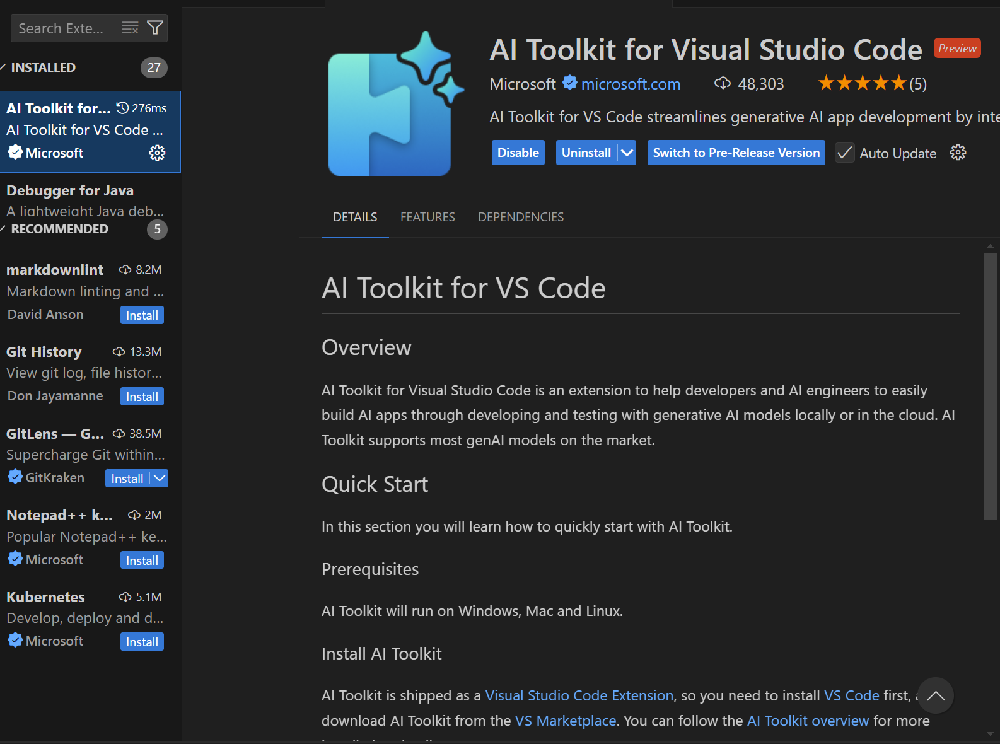 Search Exte...
INSTALLED 27
AI Toolkit for... 276ms
AI Toolkit for VS Code ...
Microsoft
Debugger for Java
A lightweight Java deb...
RECOMMENDED 5
markdownlint 8.2M
Markdown linting and ...
David Anson Install
Git History 13.3M
View git log, file histor...
Don Jayamanne Install
GitLens — G... 38.5M
Supercharge Git within...
GitKraken Install
Notepad++ k... 2M
Popular Notepad++ ke...
Microsoft Install
Kubernetes 5.1M
Develop, deploy and d...
Microsoft Install
AI Toolkit for Visual Studio Code Preview
Microsoft microsoft.com 48,303 (5)
AI Toolkit for VS Code streamlines generative AI app development by inte
Disable Uninstall Switch to Pre-Release Version Auto Update
DETAILS FEATURES DEPENDENCIES
AI Toolkit for VS Code
Overview
AI Toolkit for Visual Studio Code is an extension to help developers and AI engineers to easily
build AI apps through developing and testing with generative AI models locally or in the cloud. AI
Toolkit supports most genAI models on the market.
Quick Start
In this section you will learn how to quickly start with AI Toolkit.
Prerequisites
AI Toolkit will run on Windows, Mac and Linux.
Install AI Toolkit
AI Toolkit is shipped as a Visual Studio Code Extension, so you need to install VS Code first,
download AI Toolkit from the VS Marketplace. You can follow the AI Toolkit overview for more